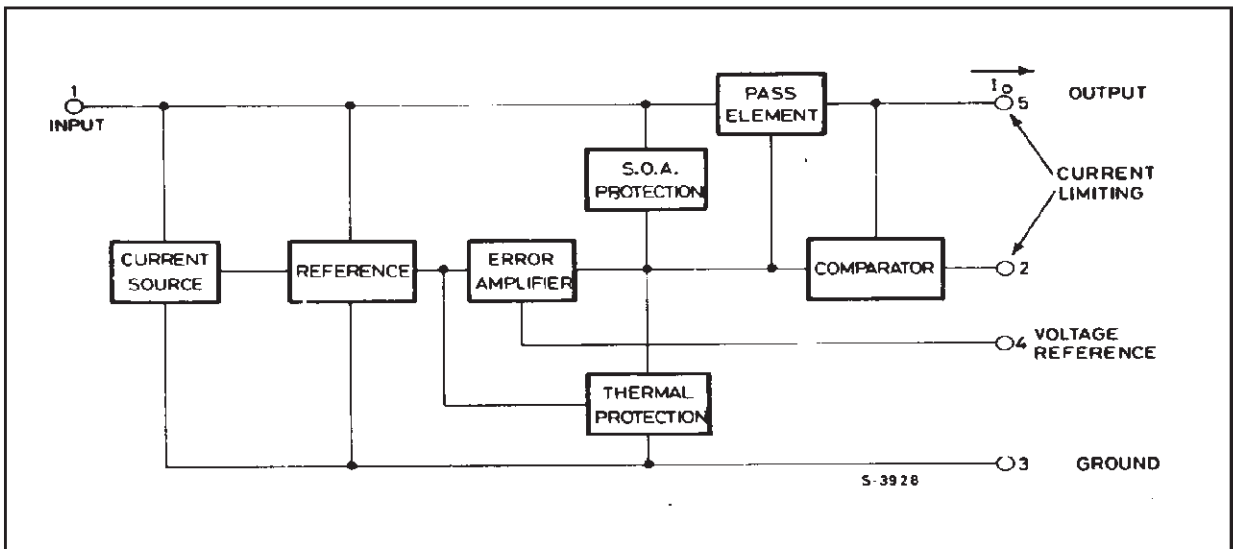 1
INPUT
PASS
ELEMENT
Io
5
OUTPUT
S.O.A.
PROTECTION
CURRENT
LIMITING
CURRENT
SOURCE
REFERENCE
ERROR
AMPLIFIER
COMPARATOR
2
4
VOLTAGE
REFERENCE
THERMAL
PROTECTION
3
GROUND
S-3928